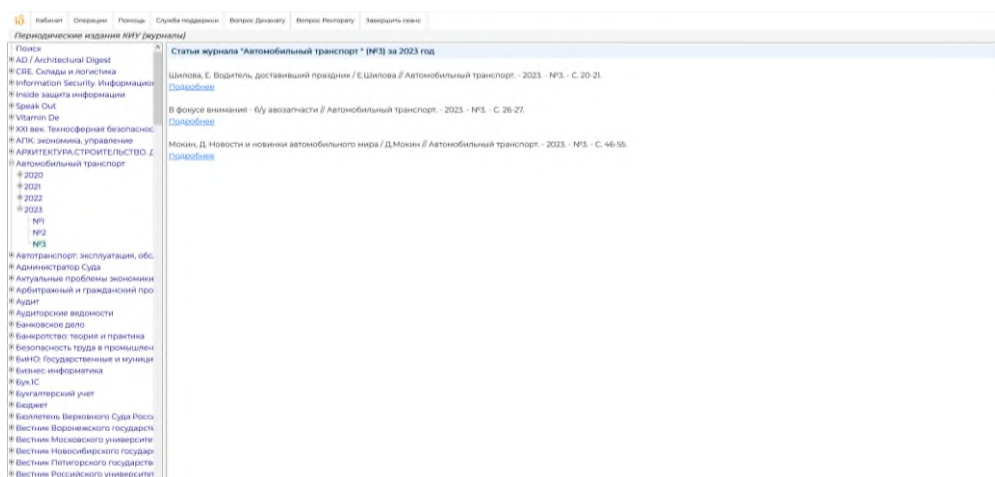 Кабинет Операции Помощь Служба поддержки Вопрос Деканату Вопрос Ректорату Завершить сеанс
Периодические издания КИУ (журналы)
Поиск
AD / Architectural Digest
CRE. Склады и логистика
Information Security. Информацион
Inside защита информации
Speak Out
Vitamin De
XXI век. Техносферная безопаснос
АПК: экономика, управление
АРХИТЕКТУРА.СТРОИТЕЛЬСТВО. Д
Автомобильный транспорт
2020
2021
2022
2023
№1
№2
№3
Автотранспорт: эксплуатация, обс.
Администратор Суда
Актуальные проблемы экономики
Арбитражный и гражданский про
Аудит
Аудиторские ведомости
Банковское дело
Банкротство: теория и практика
Безопасность труда в промышлен
БиНО: Государственные и муници
Бизнес-информатика
Бух.1С
Бухгалтерский учет
Бюджет
Бюллетень Верховного Суда Росси
Вестник Воронежского государств
Вестник Московского университе
Вестник Новосибирского государ
Вестник Пятигорского государств
Вестник Российского университет
Статьи журнала "Автомобильный транспорт " (№3) за 2023 год
Шилова, Е. Водитель, доставивший праздник / Е.Шилова // Автомобильный транспорт. - 2023. - №3. - С. 20-21.
Подробнее
В фокусе внимания - б/у авозапчасти // Автомобильный транспорт. - 2023. - №3. - С. 26-27.
Подробнее
Мокин, Д. Новости и новинки автомобильного мира / Д.Мокин // Автомобильный транспорт. - 2023. - №3. - С. 46-55.
Подробнее